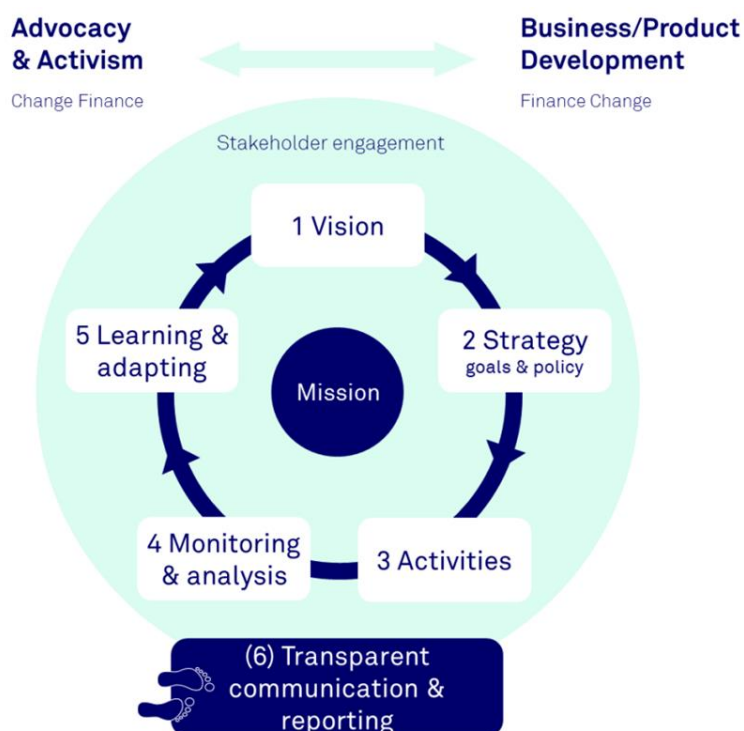 Advocacy
& Activism
Change Finance
Business/Product
Development
Finance Change
Stakeholder engagement
1 Vision
5 Learning &
adapting
2 Strategy
goals & policy
Mission
4 Monitoring
& analysis
3 Activities
(6) Transparent
communication &
reporting